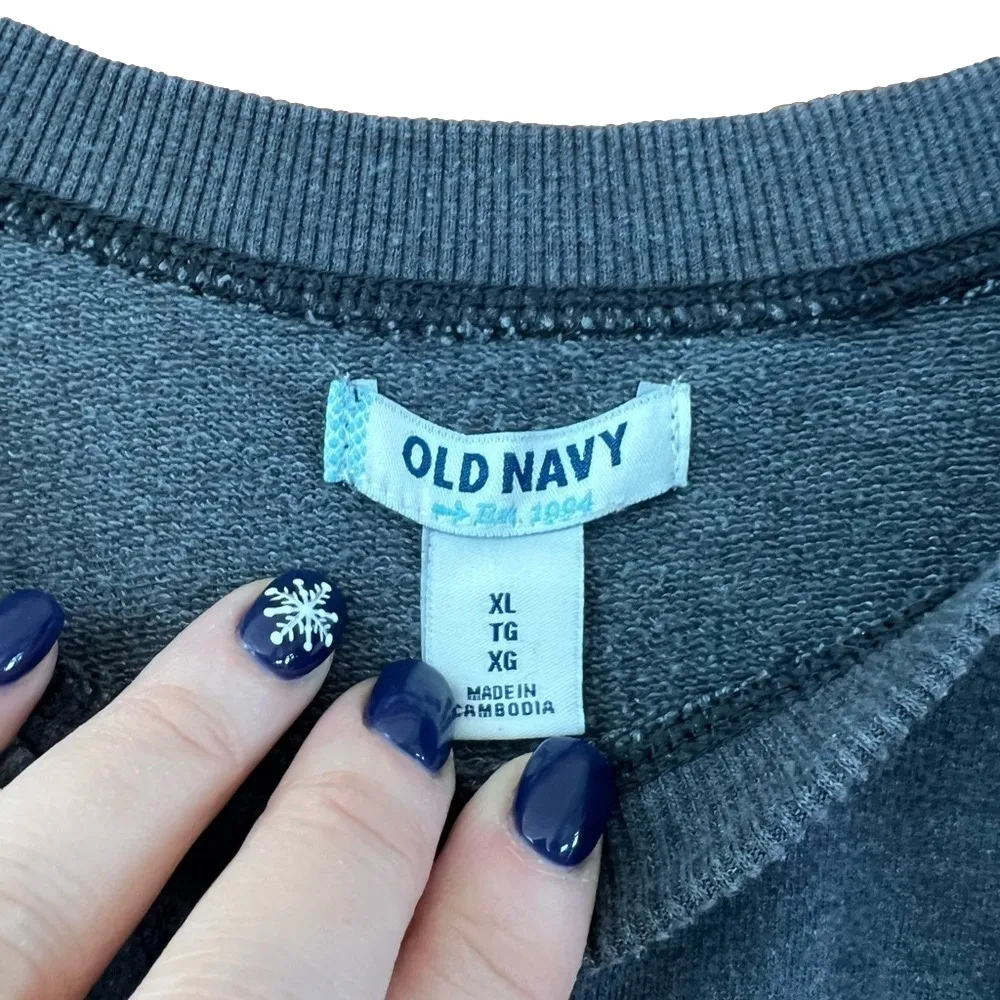 OLD NAVY
Est. 1994
XL
TG
XG
MADE IN
CAMBODIA